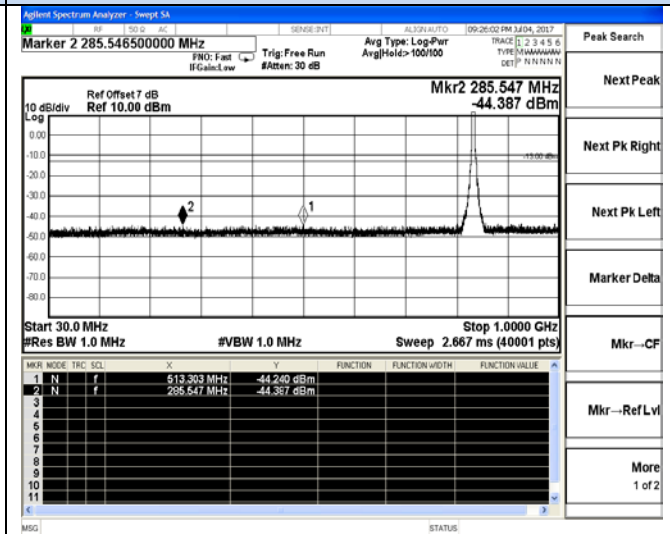 Agilent Spectrum Analyzer - Swept SA
RF 50 Ω AC SENSE:INT ALIGN AUTO 09:26:02 PM Jul 04, 2017
Marker 2 285.546500000 MHz
PNO: Fast
IFGain:Low
Trig: Free Run
#Atten: 30 dB
Avg Type: Log-Pwr
Avg|Hold:> 100/100
TRACE 1 2 3 4 5 6
TYPE MWWWWW
DET P N N N N N
Peak Search
Mkr2 285.547 MHz
-44.387 dBm
Ref Offset 7 dB
10 dB/div Ref 10.00 dBm
Log
0.00
-10.0
-13.00 dBm
-20.0
-30.0
-40.0
-50.0
-60.0
-70.0
-80.0
2
1
Start 30.0 MHz Stop 1.0000 GHz
#Res BW 1.0 MHz #VBW 1.0 MHz Sweep 2.667 ms (40001 pts)
MKR MODE TRC SCL X Y FUNCTION FUNCTION WIDTH FUNCTION VALUE
1 N f 513.303 MHz -44.240 dBm
2 N f 285.547 MHz -44.387 dBm
3
4
5
6
7
8
9
10
11
MSG STATUS
Next Peak
Next Pk Right
Next Pk Left
Marker Delta
Mkr→CF
Mkr→Ref Lvl
More
1 of 2